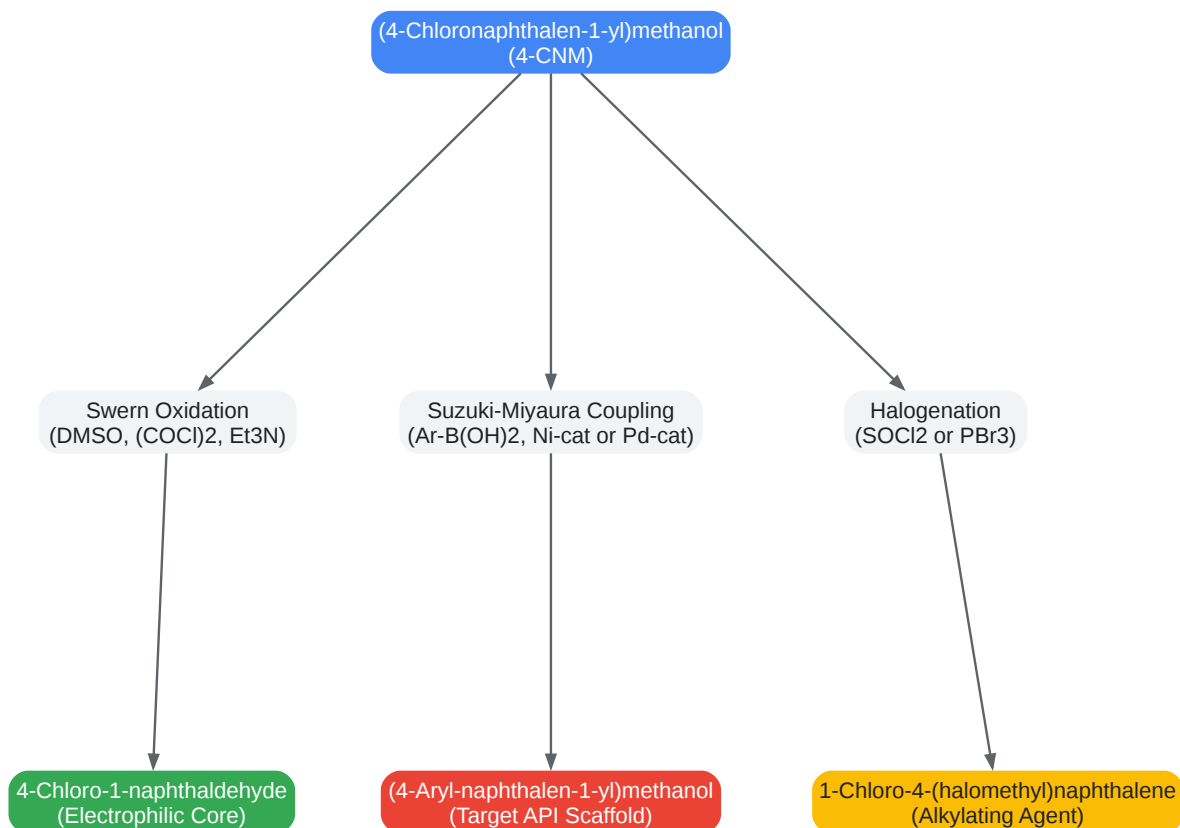 (4-Chloronaphthalen-1-yl)methanol
(4-CNM)
Swern Oxidation
(DMSO, (COCl)2, Et3N)
Suzuki-Miyaura Coupling
(Ar-B(OH)2, Ni-cat or Pd-cat)
Halogenation
(SOCl2 or PBr3)
4-Chloro-1-naphthaldehyde
(Electrophilic Core)
(4-Aryl-naphthalen-1-yl)methanol
(Target API Scaffold)
1-Chloro-4-(halomethyl)naphthalene
(Alkylating Agent)